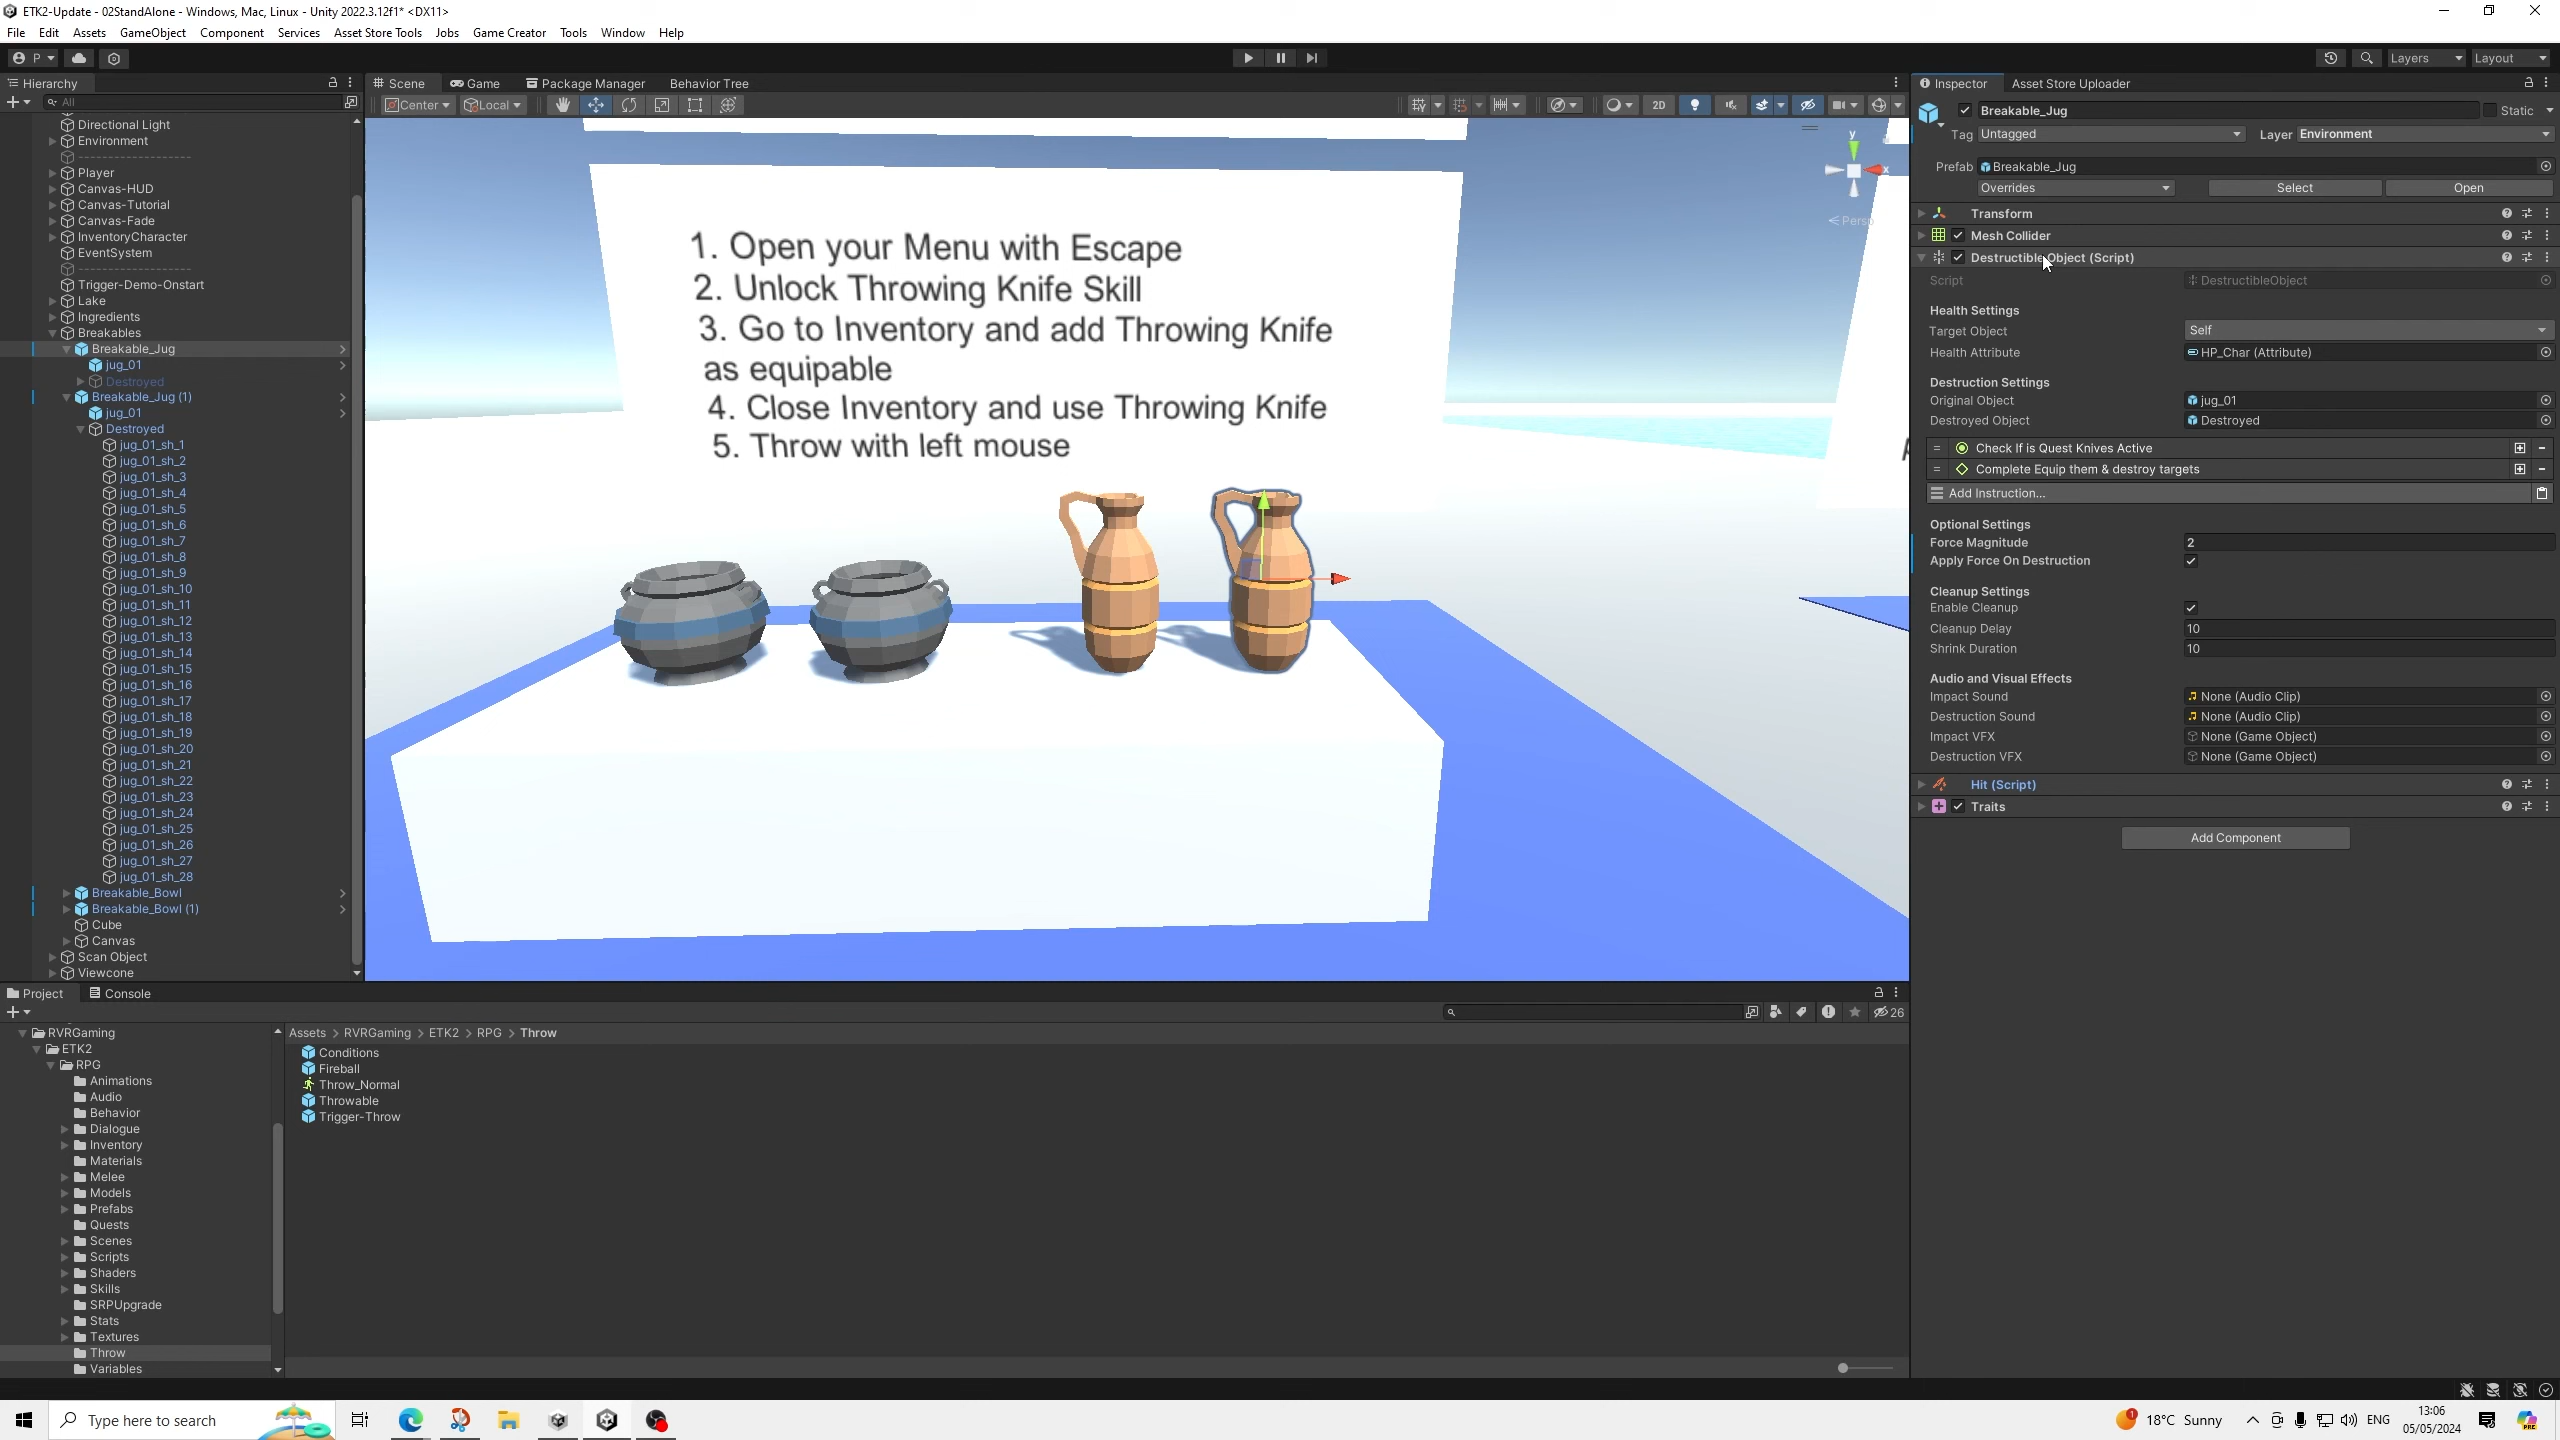 ETK2-Update - 02StandAlone - Windows, Mac, Linux - Unity 2022.3.12f1* <DX11>
File Edit Assets GameObject Component Services Asset Store Tools Jobs Game Creator Tools Window Help
P Layers Layout
Hierarchy
All
Directional Light
Environment
--------------------
Player
Canvas-HUD
Canvas-Tutorial
Canvas-Fade
InventoryCharacter
EventSystem
--------------------
Trigger-Demo-Onstart
Lake
Ingredients
Breakables
Breakable_Jug
jug_01
Destroyed
Breakable_Jug (1)
jug_01
Destroyed
jug_01_sh_1
jug_01_sh_2
jug_01_sh_3
jug_01_sh_4
jug_01_sh_5
jug_01_sh_6
jug_01_sh_7
jug_01_sh_8
jug_01_sh_9
jug_01_sh_10
jug_01_sh_11
jug_01_sh_12
jug_01_sh_13
jug_01_sh_14
jug_01_sh_15
jug_01_sh_16
jug_01_sh_17
jug_01_sh_18
jug_01_sh_19
jug_01_sh_20
jug_01_sh_21
jug_01_sh_22
jug_01_sh_23
jug_01_sh_24
jug_01_sh_25
jug_01_sh_26
jug_01_sh_27
jug_01_sh_28
Breakable_Bowl
Breakable_Bowl (1)
Cube
Canvas
Scan Object
Viewcone
Scene Game Package Manager Behavior Tree
Center Local 2D
y
x
Persp
1. Open your Menu with Escape
2. Unlock Throwing Knife Skill
3. Go to Inventory and add Throwing Knife
as equipable
4. Close Inventory and use Throwing Knife
5. Throw with left mouse
Inspector Asset Store Uploader
Breakable_Jug Static
Tag Untagged Layer Environment
Prefab Breakable_Jug
Overrides Select Open
Transform
Mesh Collider
Destructible Object (Script)
Script DestructibleObject
Health Settings
Target Object Self
Health Attribute HP_Char (Attribute)
Destruction Settings
Original Object jug_01
Destroyed Object Destroyed
Check If is Quest Knives Active
Complete Equip them & destroy targets
Add Instruction...
Optional Settings
Force Magnitude 2
Apply Force On Destruction
Cleanup Settings
Enable Cleanup
Cleanup Delay 10
Shrink Duration 10
Audio and Visual Effects
Impact Sound None (Audio Clip)
Destruction Sound None (Audio Clip)
Impact VFX None (Game Object)
Destruction VFX None (Game Object)
Hit (Script)
Traits
Add Component
Project Console
26
RVRGaming
ETK2
RPG
Animations
Audio
Behavior
Dialogue
Inventory
Materials
Melee
Models
Prefabs
Quests
Scenes
Scripts
Shaders
Skills
SRPUpgrade
Stats
Textures
Throw
Variables
Assets > RVRGaming > ETK2 > RPG > Throw
Conditions
Fireball
Throw_Normal
Throwable
Trigger-Throw
Type here to search
1 18°C Sunny ENG 13:06
05/05/2024
PRE